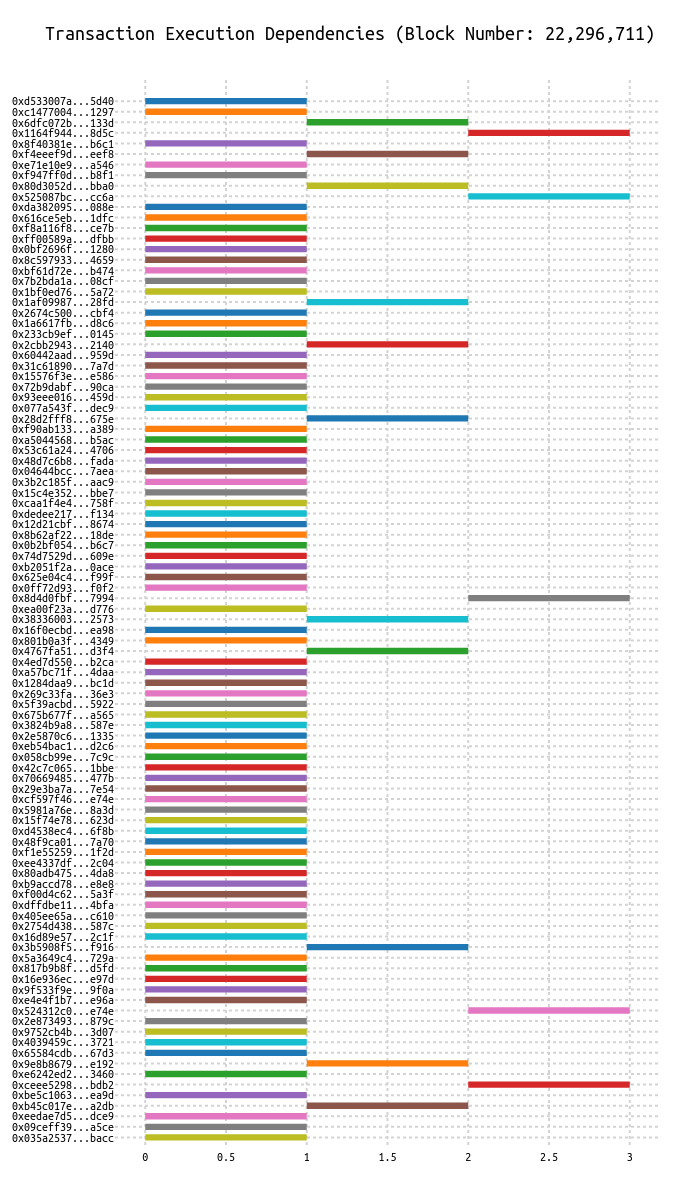 Transaction Execution Dependencies (Block Number: 22,296,711)
0xd533007a...5d40
0xc1477004...1297
0x6dfc072b...133d
0x1164f944...8d5c
0x8f40381e...b6c1
0xf4eeef9d...eef8
0xe71e10e9...a546
0xf947ff0d...b8f1
0x80d3052d...bba0
0x525087bc...cc6a
0xda382095...088e
0x616ce5eb...1dfc
0xf8a116f8...ce7b
0xff00589a...dfbb
0x0bf2696f...1280
0x8c597933...4659
0xbf61d72e...b474
0x7b2bda1a...08cf
0x1bf0ed76...5a72
0x1af09987...28fd
0x2674c500...cbf4
0x1a6617fb...d8c6
0x233cb9ef...0145
0x2cbb2943...2140
0x60442aad...959d
0x31c61890...7a7d
0x15576f3e...e586
0x72b9dabf...90ca
0x93eee016...459d
0x077a543f...dec9
0x28d2fff8...675e
0xf90ab133...a389
0xa5044568...b5ac
0x53c61a24...4706
0x48d7c6b8...fada
0x04644bcc...7aea
0x3b2c185f...aac9
0x15c4e352...bbe7
0xcaa1f4e4...758f
0xdedee217...f134
0x12d21cbf...8674
0x8b62af22...18de
0x0b2bf054...b6c7
0x74d7529d...609e
0xb2051f2a...0ace
0x625e04c4...f99f
0x0ff72d93...f0f2
0x8d4d0fbf...7994
0xea00f23a...d776
0x38336003...2573
0x16f0ecbd...ea98
0x801b0a3f...4349
0x4767fa51...d3f4
0x4ed7d550...b2ca
0xa57bc71f...4daa
0x1284daa9...bc1d
0x269c33fa...36e3
0x5f39acbd...5922
0x675b677f...a565
0x3824b9a8...587e
0x2e5870c6...1335
0xeb54bac1...d2c6
0x058cb99e...7c9c
0x42c7c065...1bbe
0x70669485...477b
0x29e3ba7a...7e54
0xcf597f46...e74e
0x5981a76e...8a3d
0x15f74e78...623d
0xd4538ec4...6f8b
0x48f9ca01...7a70
0xf1e55259...1f2d
0xee4337df...2c04
0x80adb475...4da8
0xb9accd78...e8e8
0xf00d4c62...5a3f
0xdffdbe11...4bfa
0x405ee65a...c610
0x2754d438...587c
0x16d89e57...2c1f
0x3b5908f5...f916
0x5a3649c4...729a
0x817b9b8f...d5fd
0x16e936ec...e97d
0x9f533f9e...9f0a
0xe4e4f1b7...e96a
0x524312c0...e74e
0x2e873493...879c
0x9752cb4b...3d07
0x4039459c...3721
0x65584cdb...67d3
0x9e8b8679...e192
0xe6242ed2...3460
0xceee5298...bdb2
0xbe5c1063...ea9d
0xb45c017e...a2db
0xeedae7d5...dce9
0x09ceff39...a5ce
0x035a2537...bacc
0 0.5 1 1.5 2 2.5 3